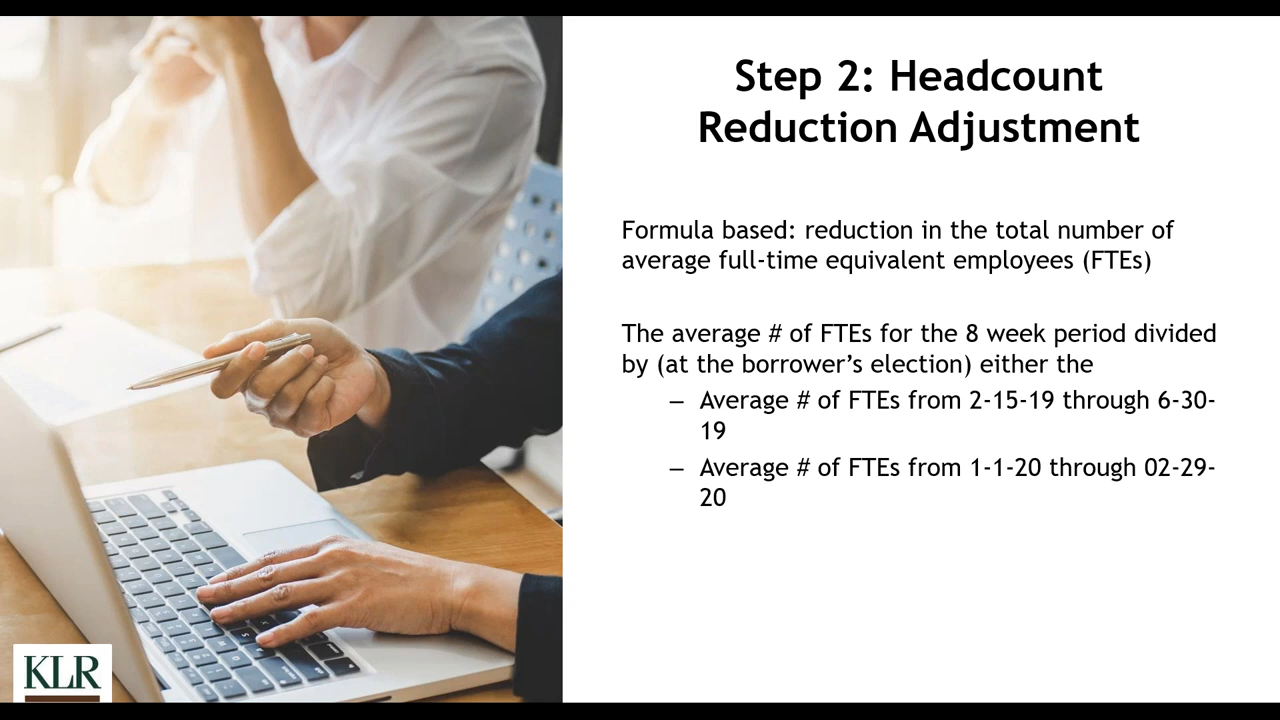 Step 2: Headcount
Reduction Adjustment
Formula based: reduction in the total number of
average full-time equivalent employees (FTEs)
The average # of FTEs for the 8 week period divided
by (at the borrower’s election) either the
– Average # of FTEs from 2-15-19 through 6-30-
19
– Average # of FTEs from 1-1-20 through 02-29-
20
KLR